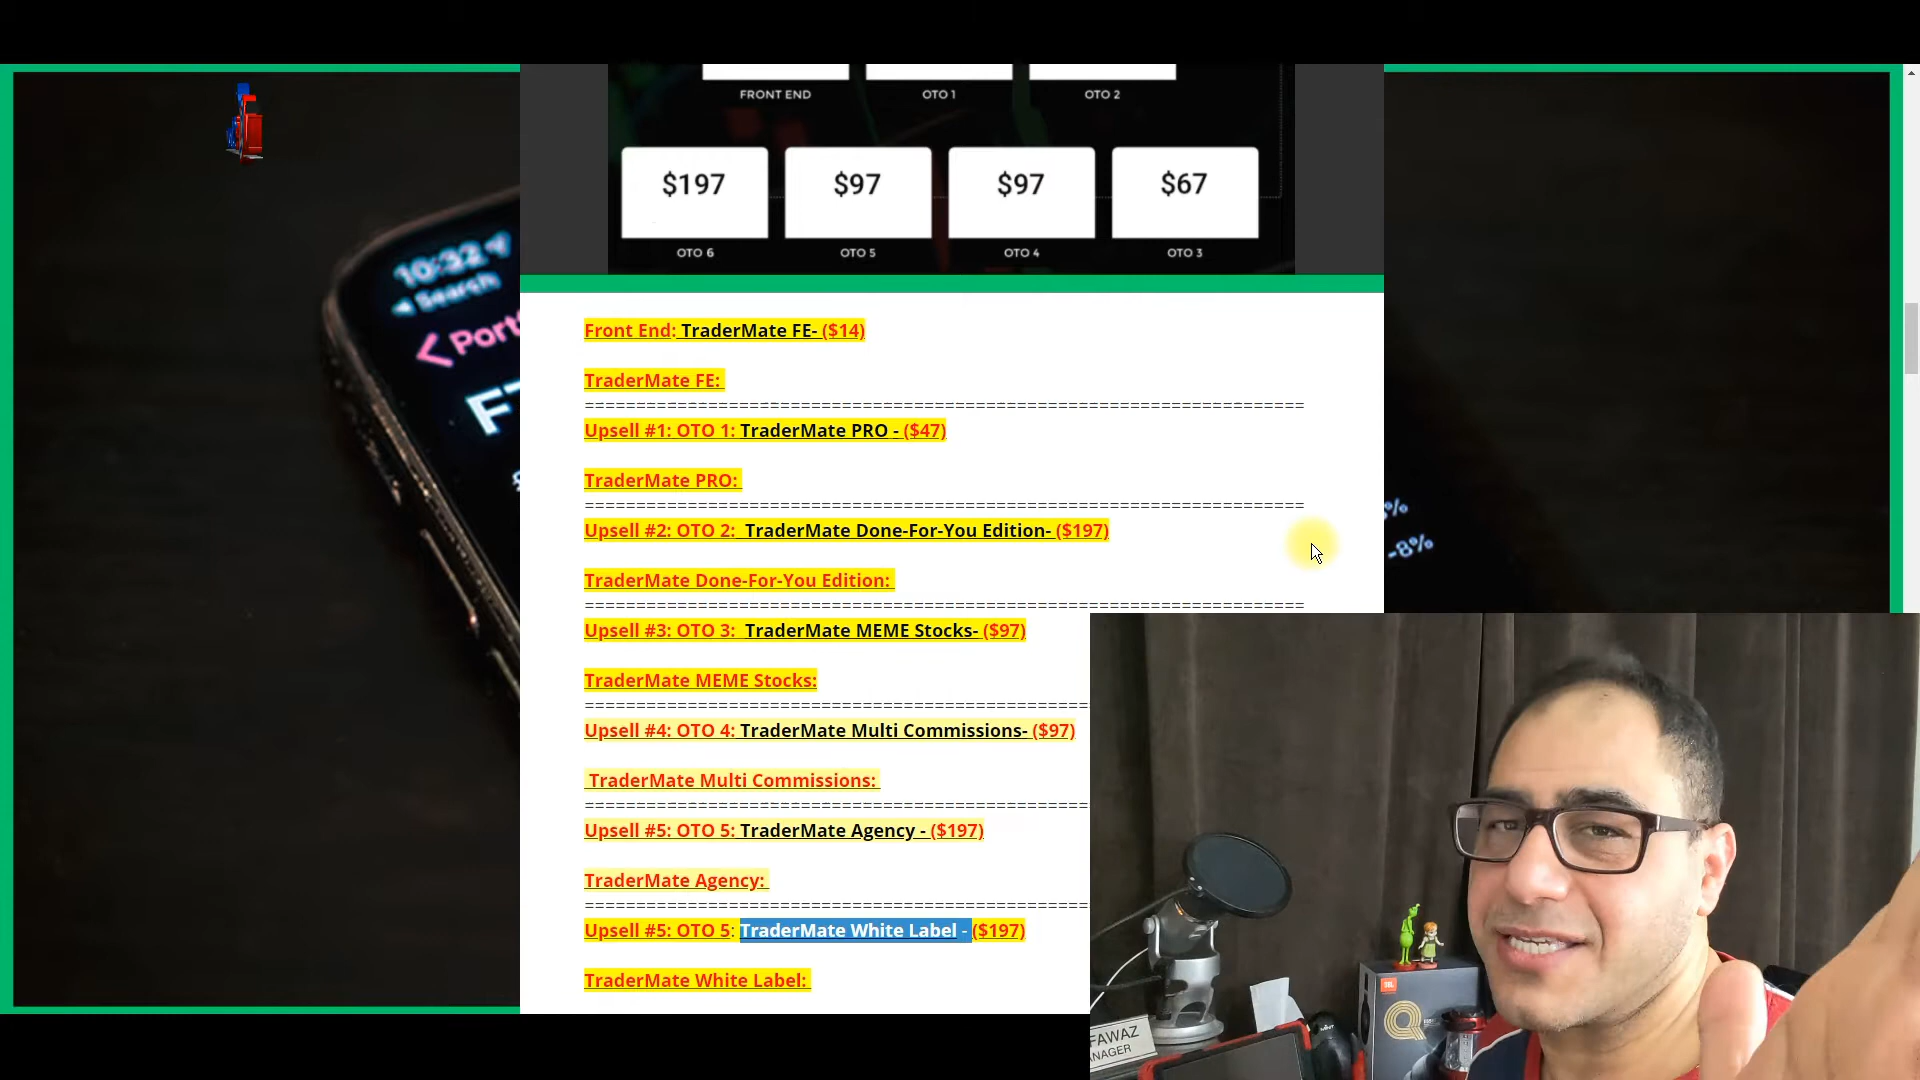 FRONT END OTO 1 OTO 2
$197 $97 $97 $67
OTO 6 OTO 5 OTO 4 OTO 3
10:32
Search
Front End: TraderMate FE- ($14)
TraderMate FE:
Upsell #1: OTO 1: TraderMate PRO - ($47)
TraderMate PRO:
Upsell #2: OTO 2: TraderMate Done-For-You Edition- ($197)
-8%
TraderMate Done-For-You Edition:
Upsell #3: OTO 3: TraderMate MEME Stocks- ($97)
TraderMate MEME Stocks:
Upsell #4: OTO 4: TraderMate Multi Commissions- ($97)
TraderMate Multi Commissions:
Upsell #5: OTO 5: TraderMate Agency - ($197)
TraderMate Agency:
Upsell #5: OTO 5: TraderMate White Label - ($197)
TraderMate White Label:
JBL
FAWAZ